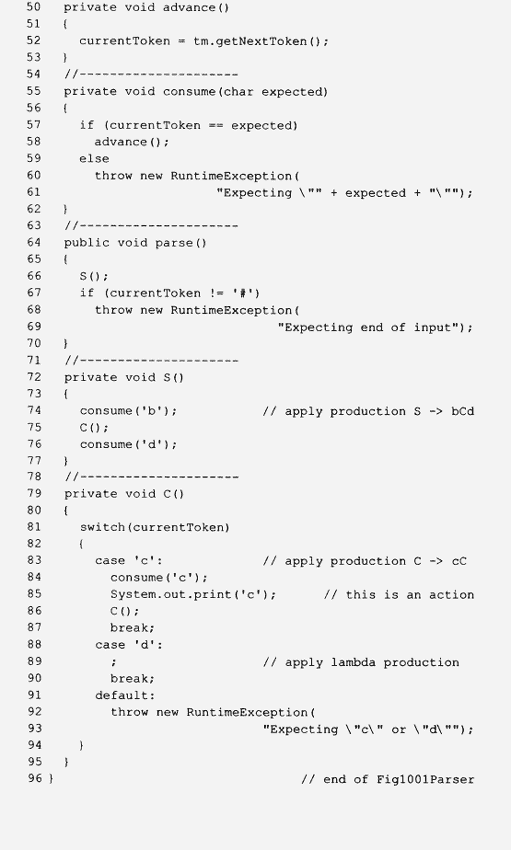 50 private void advance()
51 {
52 currentToken = tm.getNextToken();
53 }
54 //---------------------
55 private void consume(char expected)
56 {
57 if (currentToken == expected)
58 advance();
59 else
60 throw new RuntimeException(
61 "Expecting \"" + expected + "\"");
62 }
63 //---------------------
64 public void parse()
65 {
66 S();
67 if (currentToken != '#')
68 throw new RuntimeException(
69 "Expecting end of input");
70 }
71 //---------------------
72 private void S()
73 {
74 consume('b'); // apply production S -> bCd
75 C();
76 consume('d');
77 }
78 //---------------------
79 private void C()
80 {
81 switch(currentToken)
82 {
83 case 'c': // apply production C -> cC
84 consume('c');
85 System.out.print('c'); // this is an action
86 C();
87 break;
88 case 'd':
89 ; // apply lambda production
90 break;
91 default:
92 throw new RuntimeException(
93 "Expecting \"c\" or \"d\"");
94 }
95 }
96 } // end of Fig1001Parser